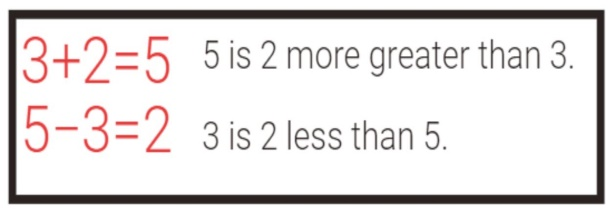 3+2=5 5 is 2 more greater than 3.
5−3=2 3 is 2 less than 5.